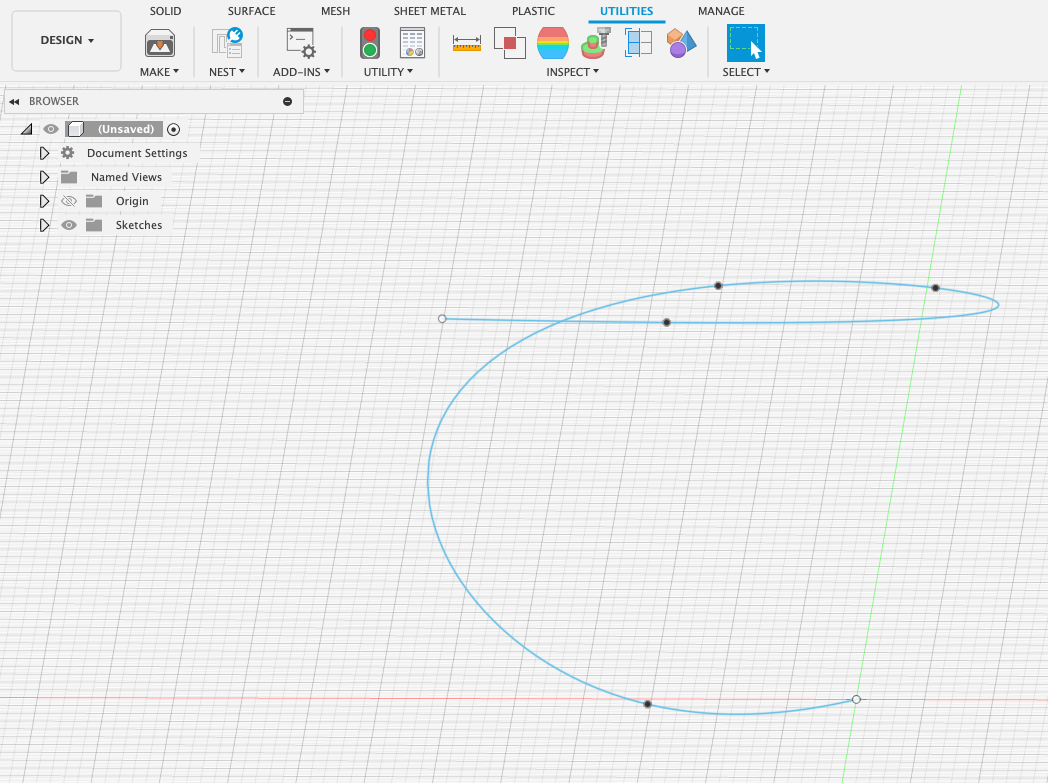 SOLID SURFACE MESH SHEET METAL PLASTIC UTILITIES MANAGE
DESIGN
MAKE NEST ADD-INS UTILITY INSPECT SELECT
BROWSER
(Unsaved)
Document Settings
Named Views
Origin
Sketches